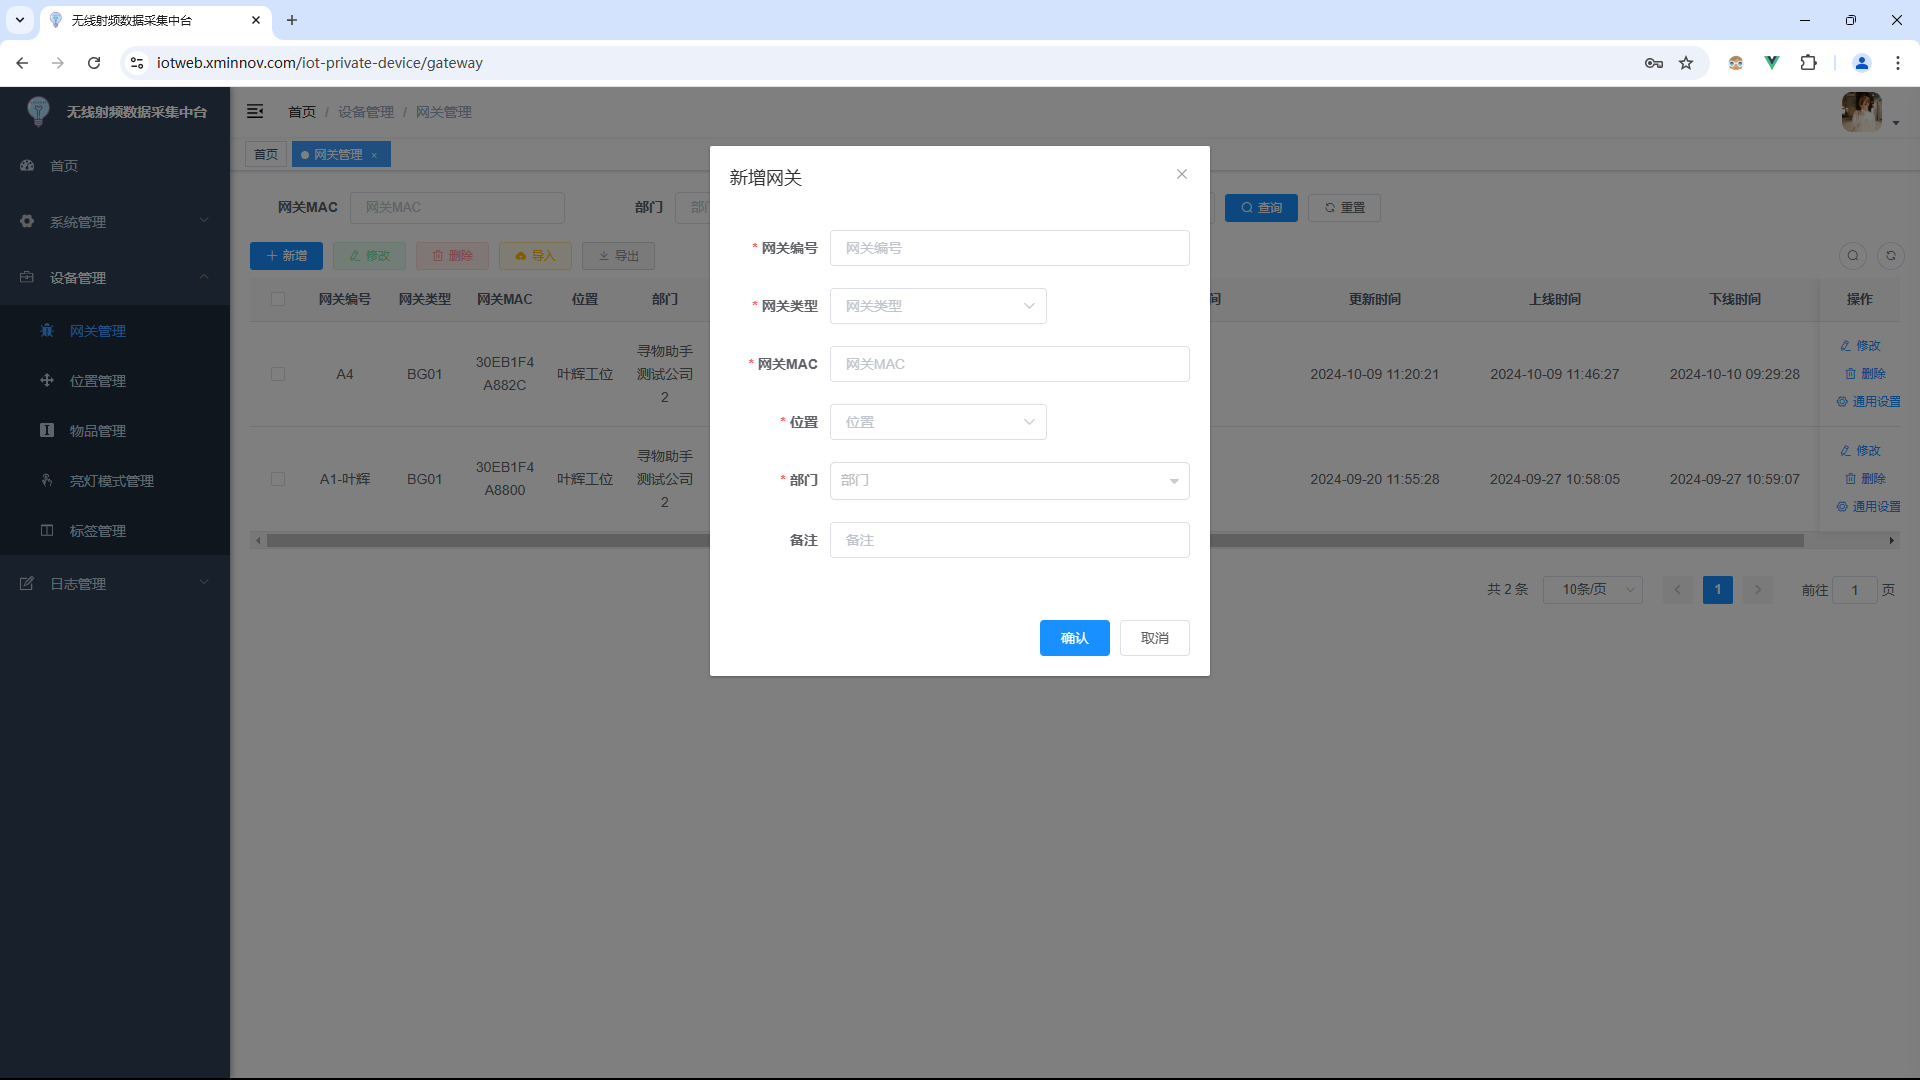 无线射频数据采集中台
iotweb.xminnov.com/iot-private-device/gateway
无线射频数据采集中台
首页
系统管理
设备管理
网关管理
位置管理
物品管理
亮灯模式管理
标签管理
日志管理
首页 / 设备管理 / 网关管理
首页
网关管理 ×
网关MAC 网关MAC 部门 查询 重置
新增 修改 删除 导入 导出
网关编号 网关类型 网关MAC 位置 部门 更新时间 上线时间 下线时间 操作
A4 BG01 30EB1F4A882C 叶辉工位 寻物助手测试公司2 2024-10-09 11:20:21 2024-10-09 11:46:27 2024-10-10 09:29:28
修改
删除
通用设置
A1-叶辉 BG01 30EB1F4A8800 叶辉工位 寻物助手测试公司2 2024-09-20 11:55:28 2024-09-27 10:58:05 2024-09-27 10:59:07
修改
删除
通用设置
共 2 条 10条/页 1 前往 1 页
新增网关
* 网关编号 网关编号
* 网关类型 网关类型
* 网关MAC 网关MAC
* 位置 位置
* 部门 部门
备注 备注
确认 取消